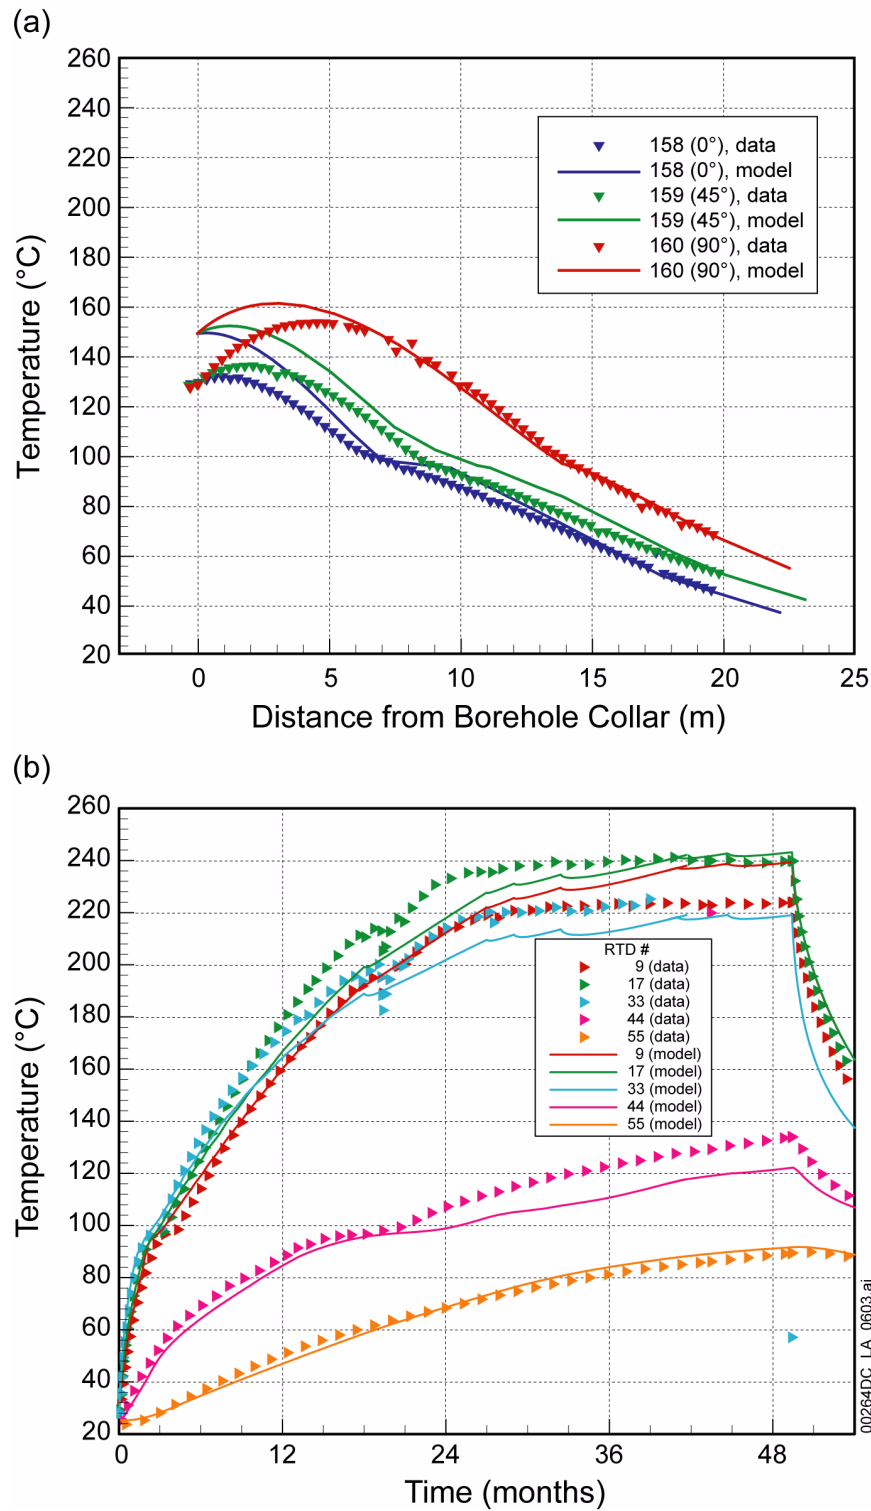 (a)
260
240
220
200
180
160
140
120
100
80
60
40
20
Temperature (°C)
158 (0°), data
158 (0°), model
159 (45°), data
159 (45°), model
160 (90°), data
160 (90°), model
0 5 10 15 20 25
Distance from Borehole Collar (m)
(b)
260
240
220
200
180
160
140
120
100
80
60
40
20
Temperature (°C)
RTD #
9 (data)
17 (data)
33 (data)
44 (data)
55 (data)
9 (model)
17 (model)
33 (model)
44 (model)
55 (model)
0 12 24 36 48
Time (months)
00264DC_LA_0603.ai